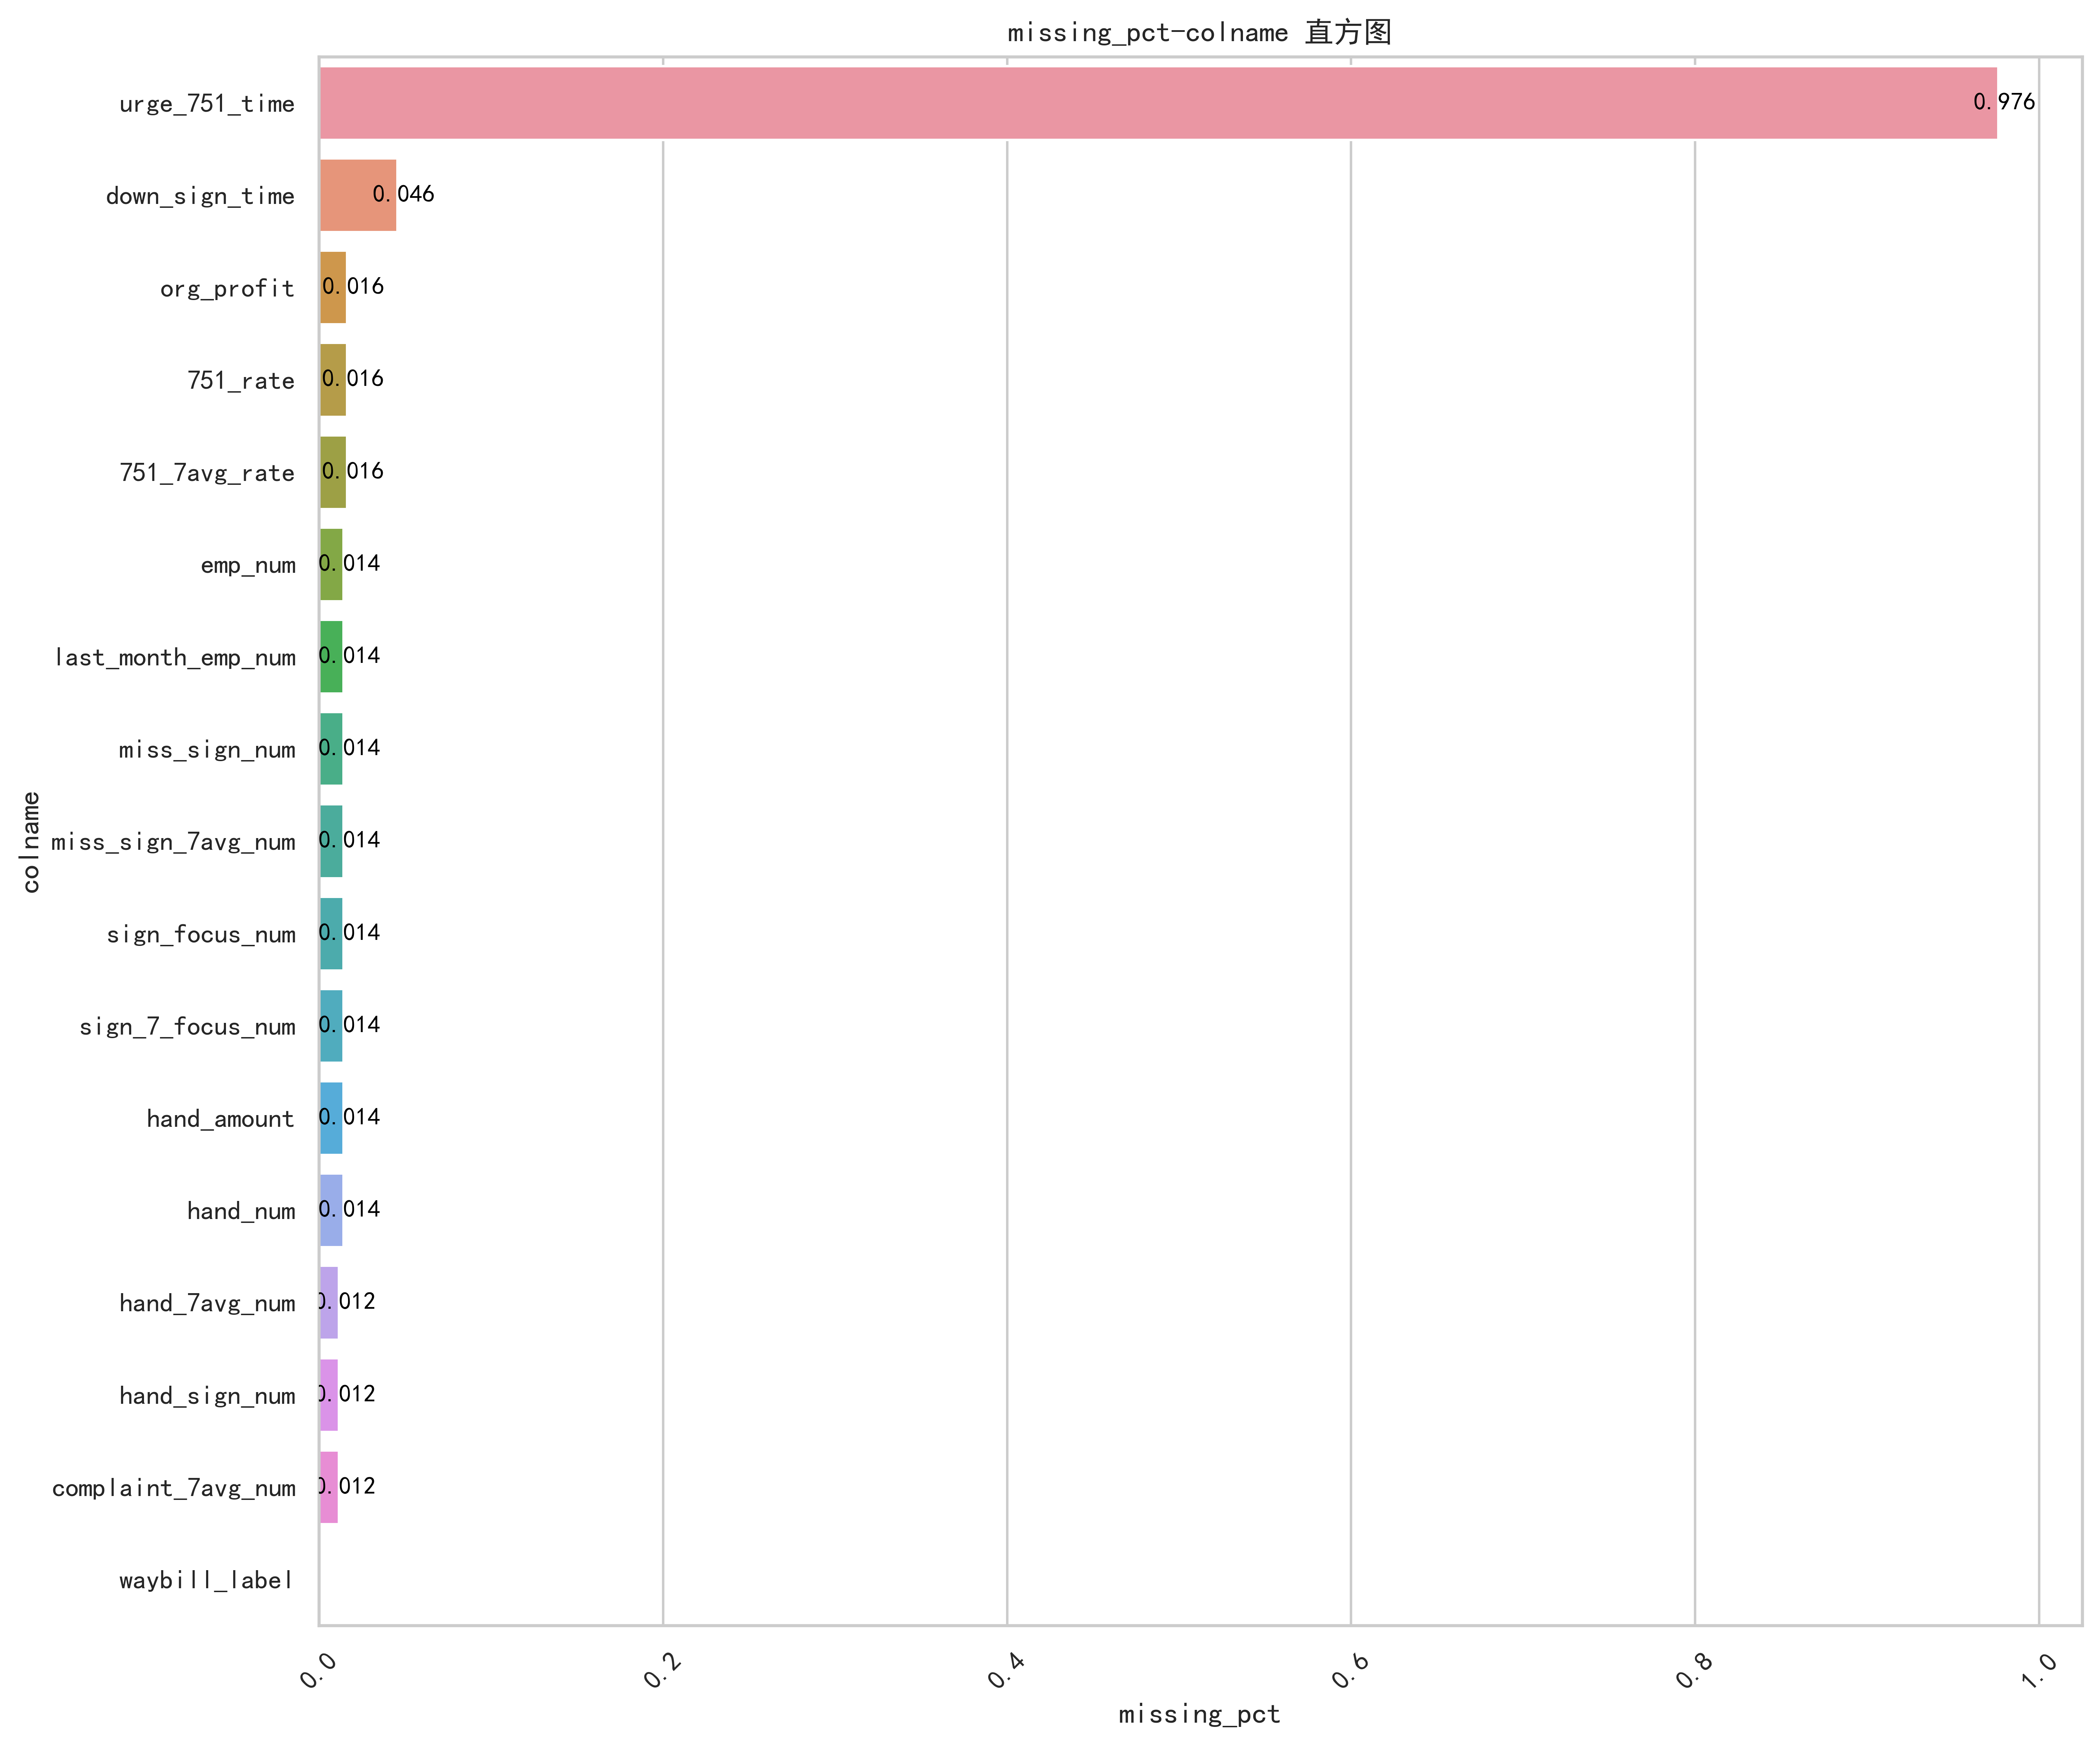 missing_pct-colname 直方图
urge_751_time
0.976
down_sign_time
0.046
org_profit
0.016
751_rate
0.016
751_7avg_rate
0.016
emp_num
0.014
last_month_emp_num
0.014
miss_sign_num
0.014
miss_sign_7avg_num
0.014
sign_focus_num
0.014
sign_7_focus_num
0.014
hand_amount
0.014
hand_num
0.014
hand_7avg_num
0.012
hand_sign_num
0.012
complaint_7avg_num
0.012
waybill_label
colname
0.0
0.2
0.4
0.6
0.8
1.0
missing_pct